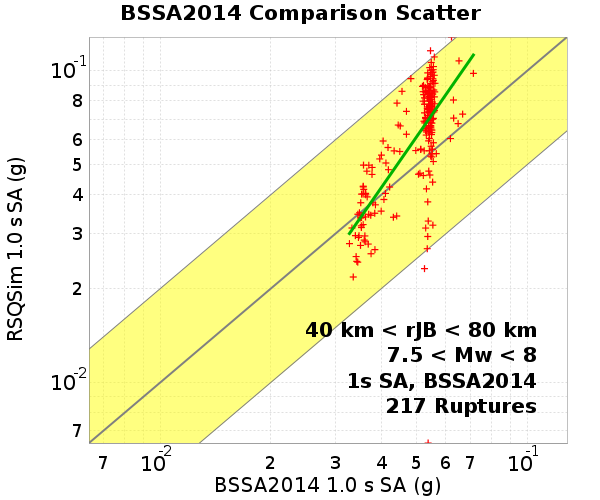 BSSA2014 Comparison Scatter
RSQSim 1.0 s SA (g)
10-1
8
6
5
4
3
2
10-2
7
40 km < rJB < 80 km
7.5 < Mw < 8
1s SA, BSSA2014
217 Ruptures
7 10-2 2 3 4 5 6 7 10-1
BSSA2014 1.0 s SA (g)